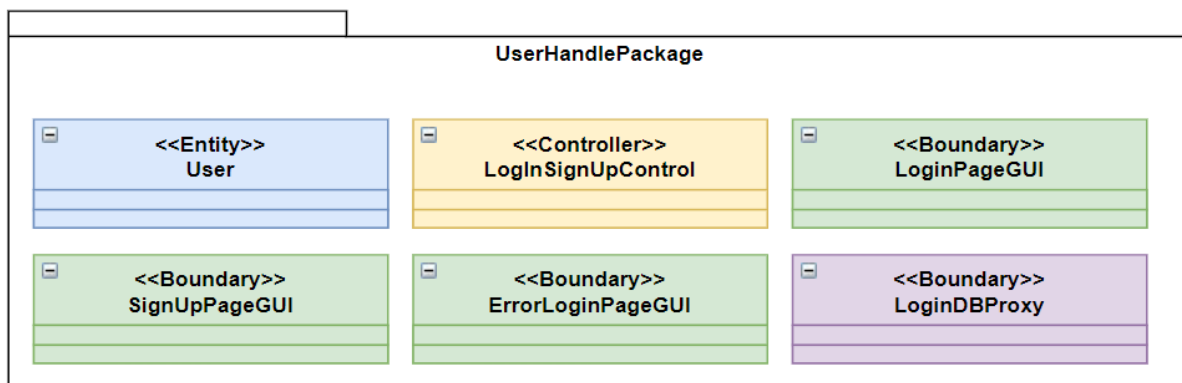 UserHandlePackage
<<Entity>>
User
<<Controller>>
LogInSignUpControl
<<Boundary>>
LoginPageGUI
<<Boundary>>
SignUpPageGUI
<<Boundary>>
ErrorLoginPageGUI
<<Boundary>>
LoginDBProxy